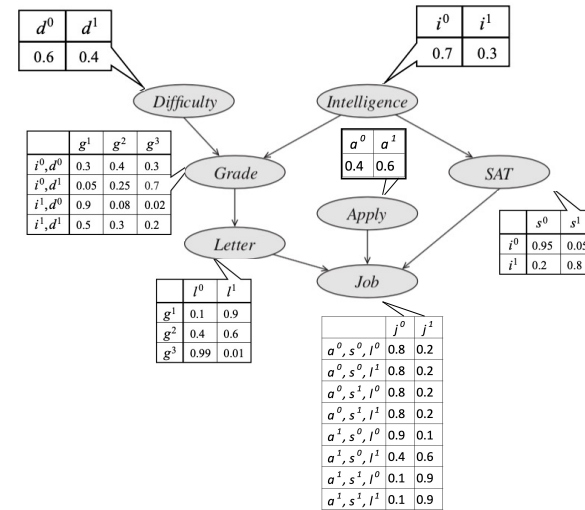 d⁰ d¹
0.6 0.4
i⁰ i¹
0.7 0.3
Difficulty
Intelligence
a⁰ a¹
0.4 0.6
g¹ g² g³
i⁰,d⁰ 0.3 0.4 0.3
i⁰,d¹ 0.05 0.25 0.7
i¹,d⁰ 0.9 0.08 0.02
i¹,d¹ 0.5 0.3 0.2
Grade
SAT
Apply
s⁰ s¹
i⁰ 0.95 0.05
i¹ 0.2 0.8
Letter
Job
l⁰ l¹
g¹ 0.1 0.9
g² 0.4 0.6
g³ 0.99 0.01
j⁰ j¹
a⁰, s⁰, l⁰ 0.8 0.2
a⁰, s⁰, l¹ 0.8 0.2
a⁰, s¹, l⁰ 0.8 0.2
a⁰, s¹, l¹ 0.8 0.2
a¹, s⁰, l⁰ 0.9 0.1
a¹, s⁰, l¹ 0.4 0.6
a¹, s¹, l⁰ 0.1 0.9
a¹, s¹, l¹ 0.1 0.9